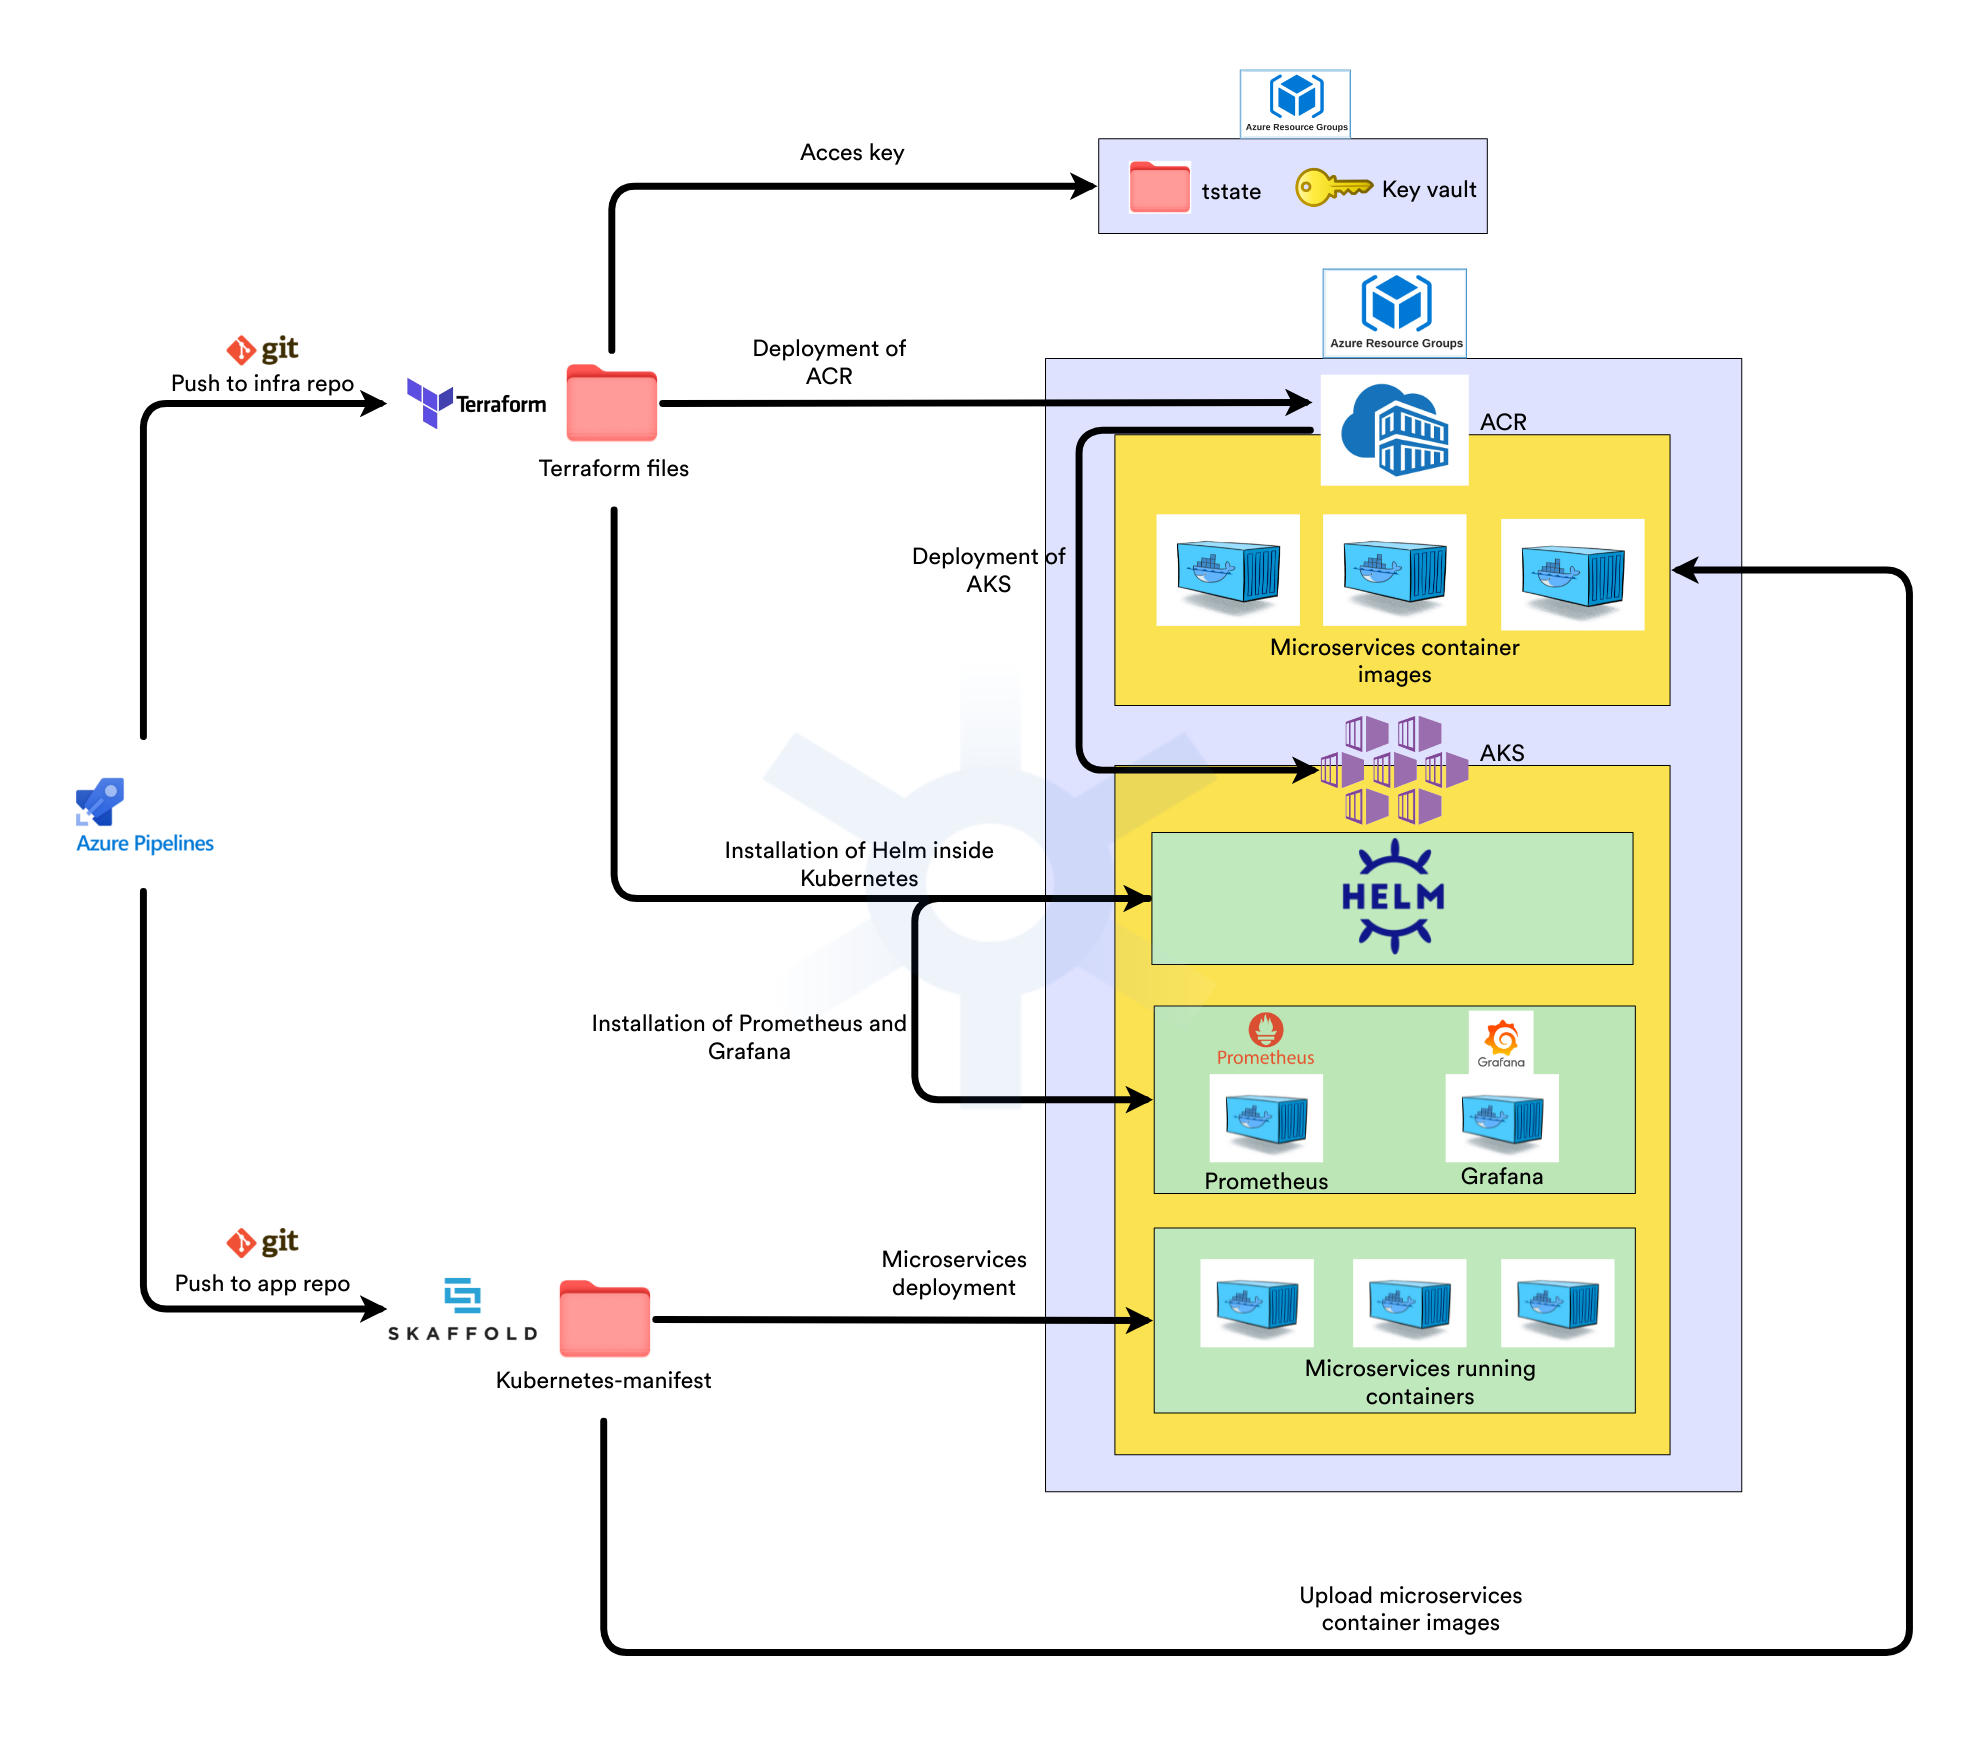 Azure Resource Groups
Acces key
tstate
Key vault
Azure Resource Groups
git
Push to infra repo
Terraform
Terraform files
Deployment of
ACR
ACR
Deployment of
AKS
Microservices container
images
AKS
Azure Pipelines
Installation of Helm inside
Kubernetes
HELM
Installation of Prometheus and
Grafana
Prometheus
Grafana
Prometheus
Grafana
git
Push to app repo
SKAFFOLD
Kubernetes-manifest
Microservices
deployment
Microservices running
containers
Upload microservices
container images